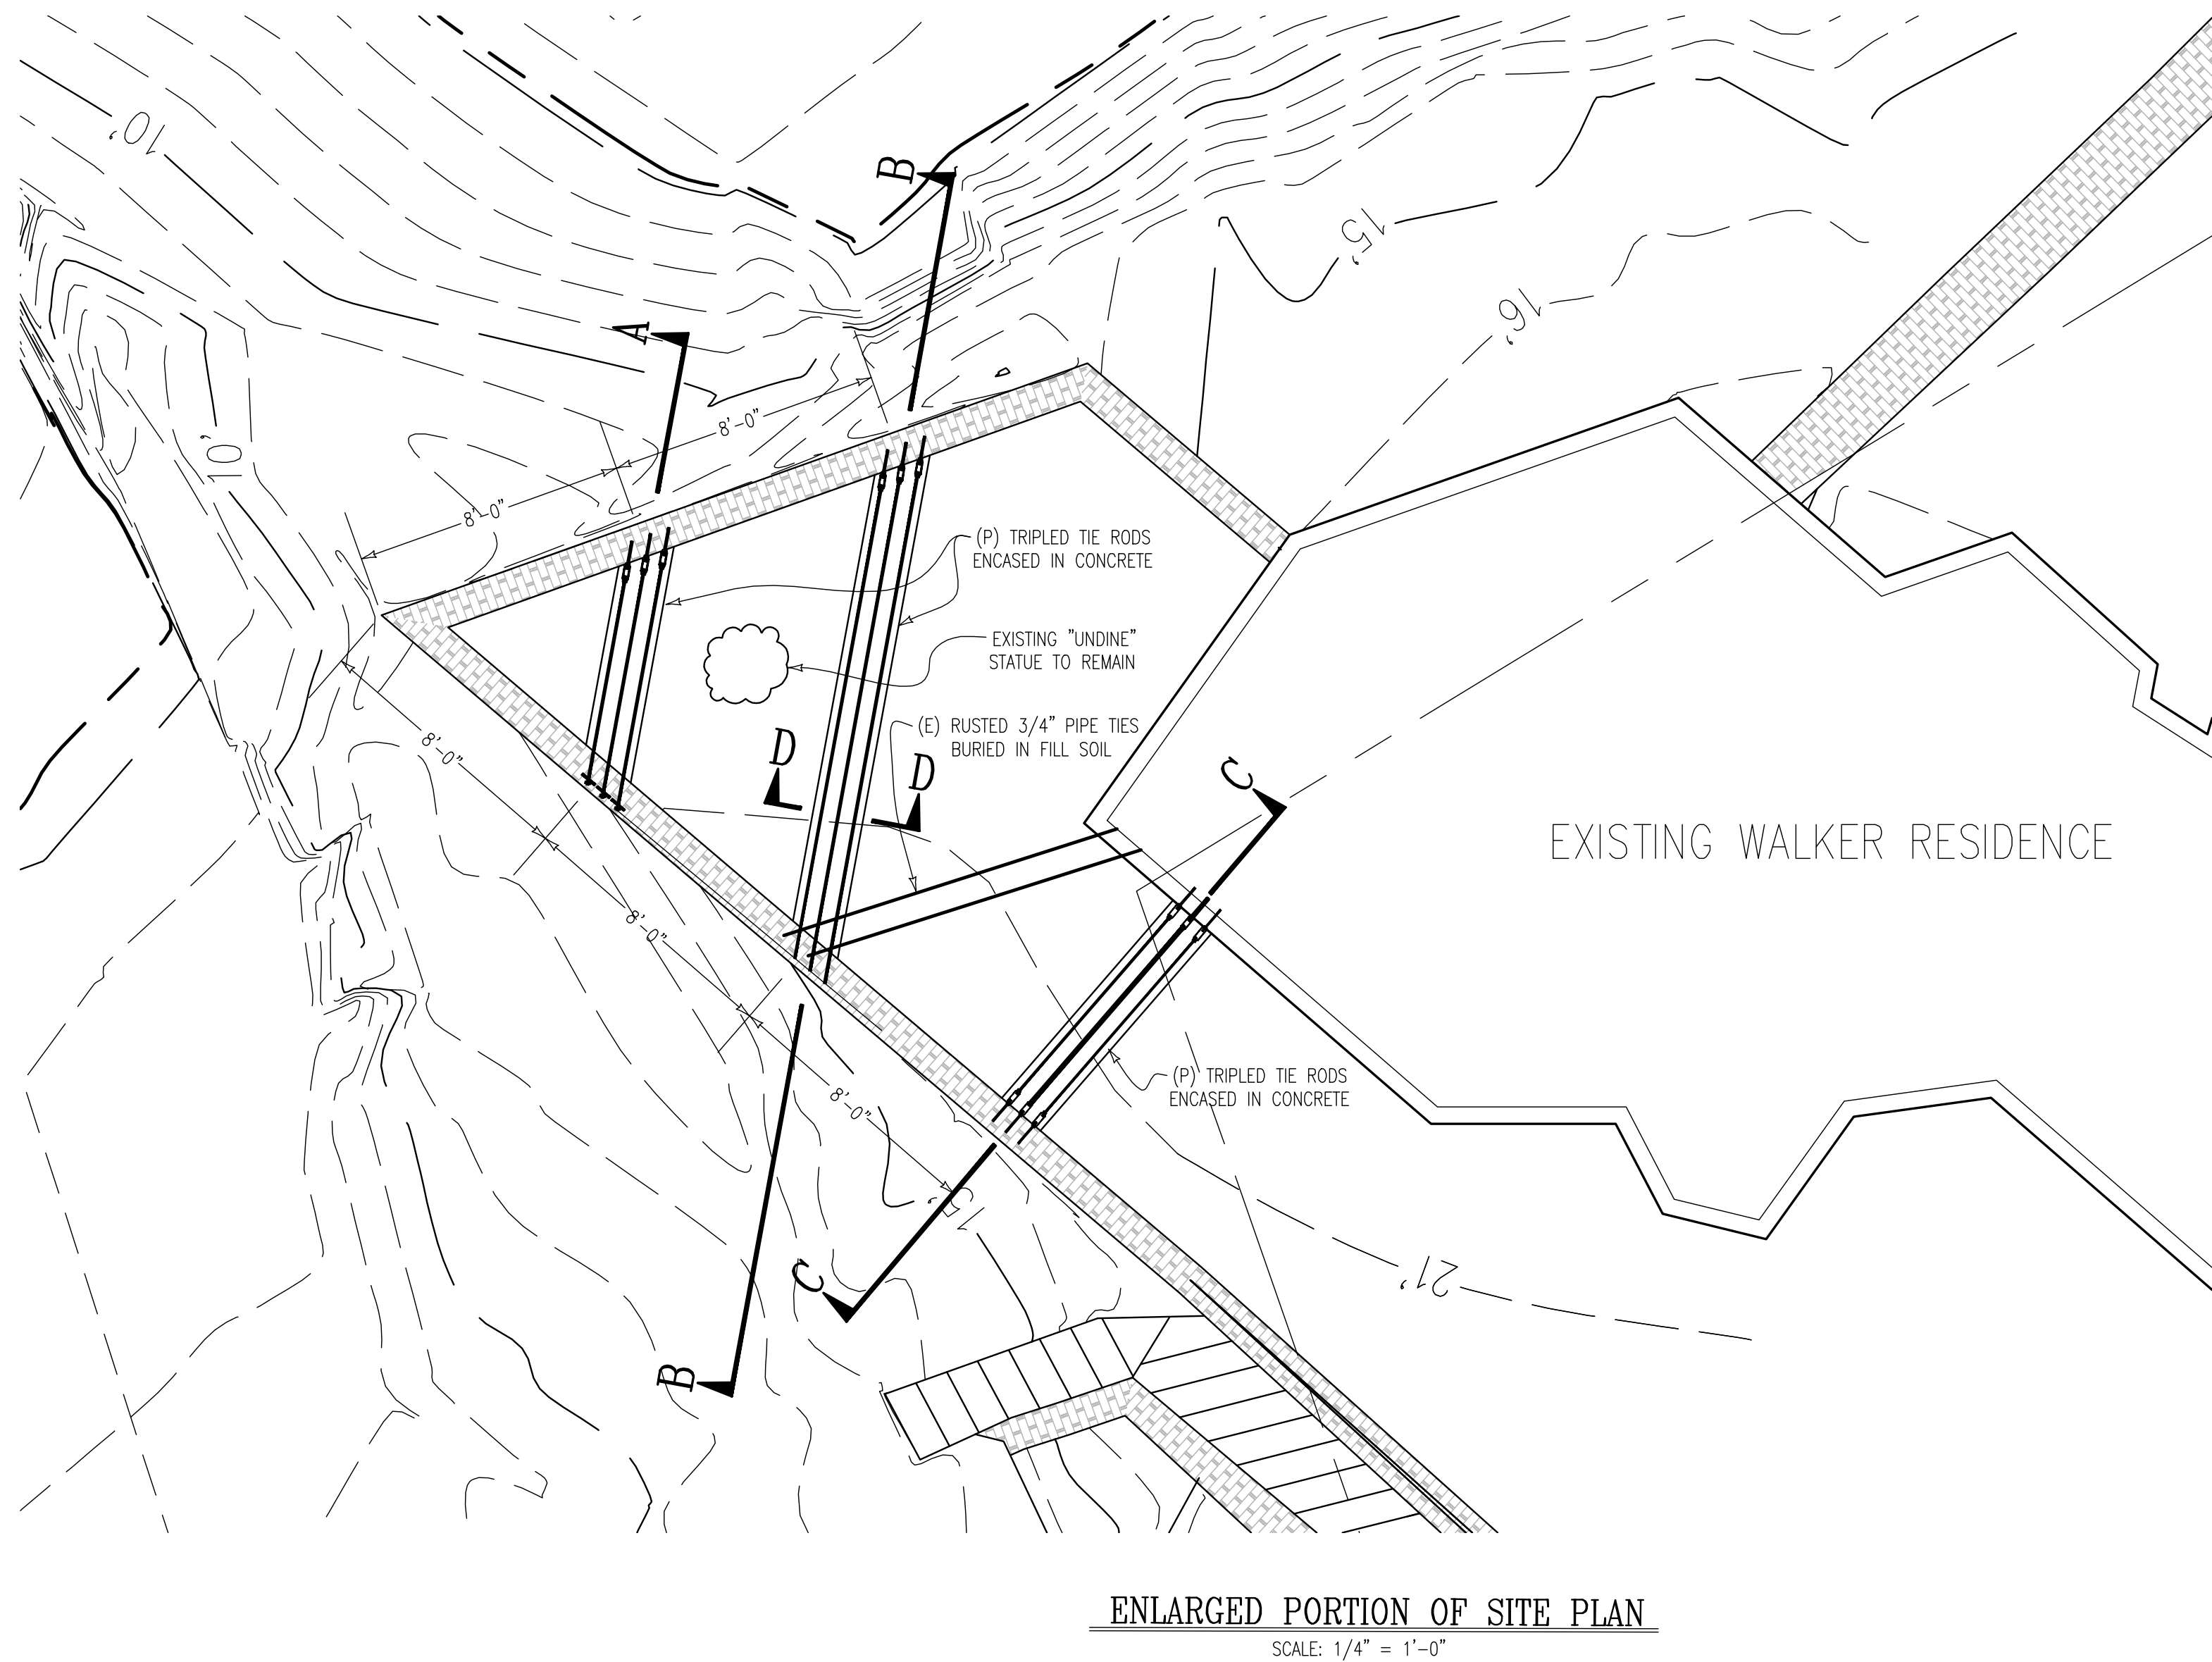 10'
B
15'
A
16'
8'-0"
10'
8'-0"
(P) TRIPLED TIE RODS
ENCASED IN CONCRETE
EXISTING "UNDINE"
STATUE TO REMAIN
(E) RUSTED 3/4" PIPE TIES
BURIED IN FILL SOIL
8'-0"
D
D
C
EXISTING WALKER RESIDENCE
8'-0"
(P) TRIPLED TIE RODS
ENCASED IN CONCRETE
8'-0"
C
21'
B
ENLARGED PORTION OF SITE PLAN
SCALE: 1/4" = 1'-0"